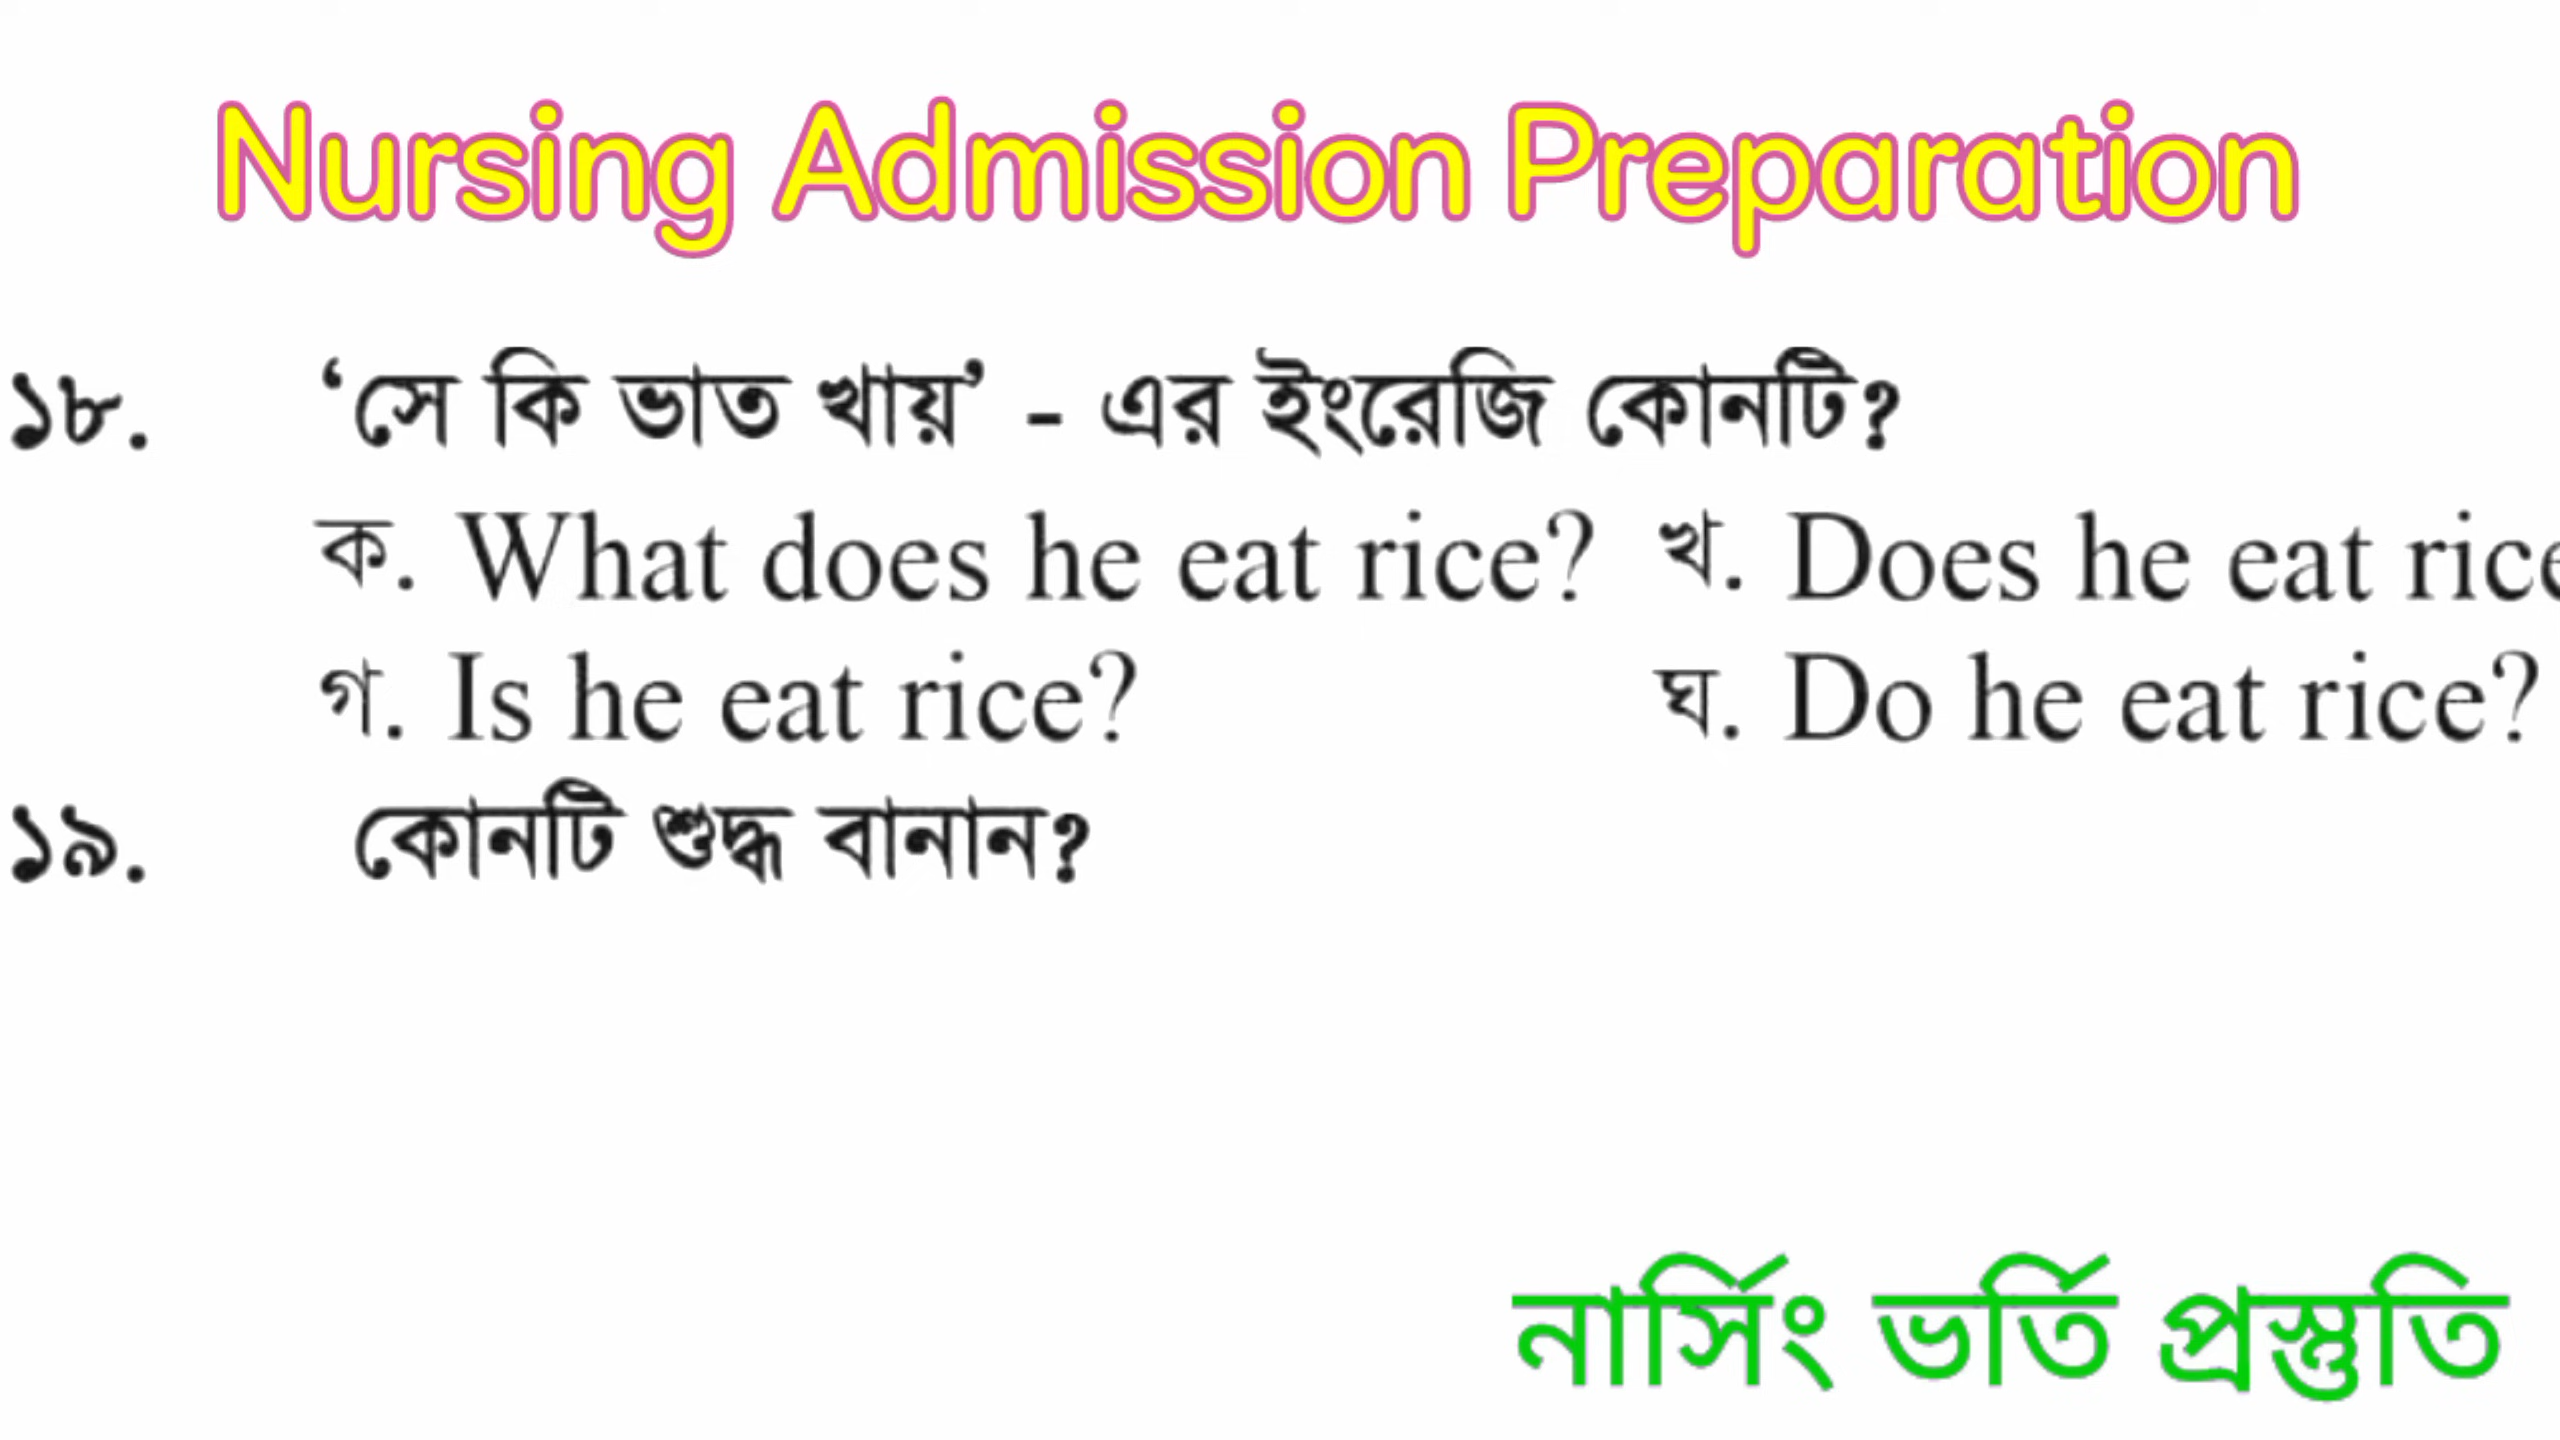 Nursing Admission Preparation
১৮. ‘সে কি ভাত খায়’ - এর ইংরেজি কোনটি?
ক. What does he eat rice? খ. Does he eat rice
গ. Is he eat rice? ঘ. Do he eat rice?
১৯. কোনটি শুদ্ধ বানান?
নার্সিং ভর্তি প্রস্তুতি